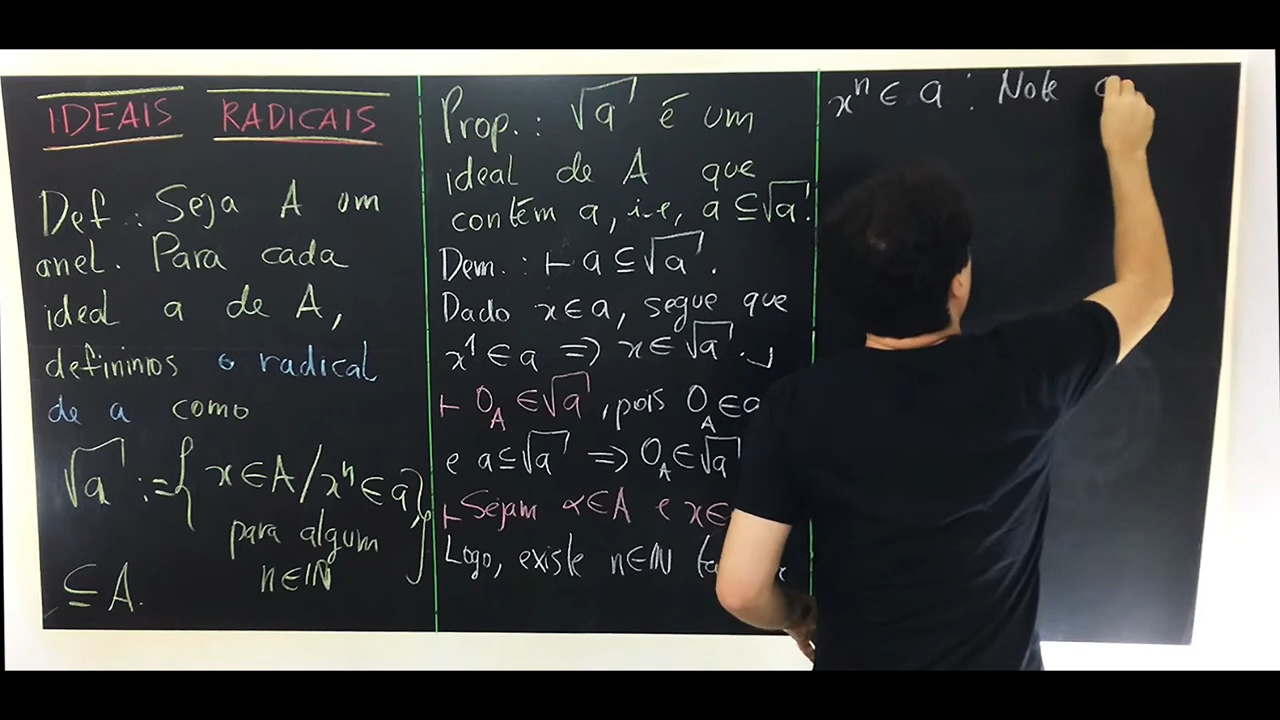 IDEAIS RADICAIS
Def.: Seja A um
anel. Para cada
ideal a de A,
definimos o radical
de a como
√a := { x ∈ A / xⁿ ∈ a,
para algum
n ∈ ℕ }
⊆ A.
Prop.: √a é um
ideal de A que
contém a, i.e, a ⊆ √a.
Dem.: ⊢ a ⊆ √a.
Dado x ∈ a, segue que
x¹ ∈ a ⇒ x ∈ √a. ✓
⊢ 0_A ∈ √a, pois 0_A ∈ a
e a ⊆ √a ⇒ 0_A ∈ √a
⊢ Sejam α ∈ A e x ∈
Logo, existe n ∈ ℕ
xⁿ ∈ a. Note